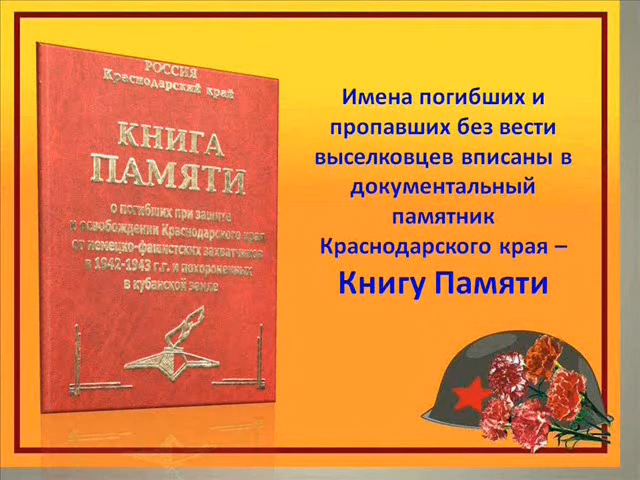 РОССИЯ
Краснодарский край
КНИГА
ПАМЯТИ
о погибших при защите
и освобождении Краснодарского края
от немецко-фашистских захватчиков
в 1942-1943 г.г. и похороненных
в кубанской земле
Имена погибших и
пропавших без вести
выселковцев вписаны в
документальный
памятник
Краснодарского края –
Книгу Памяти